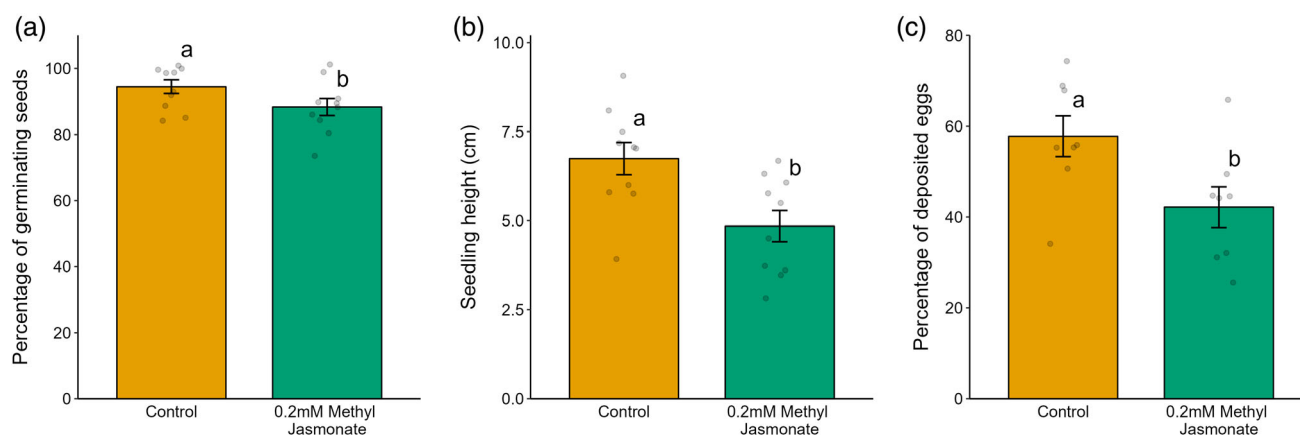 (a)
Percentage of germinating seeds
100
80
60
40
20
0
a
b
Control
0.2mM Methyl
Jasmonate
(b)
Seedling height (cm)
10.0
7.5
5.0
2.5
0.0
a
b
Control
0.2mM Methyl
Jasmonate
(c)
Percentage of deposited eggs
80
60
40
20
0
a
b
Control
0.2mM Methyl
Jasmonate